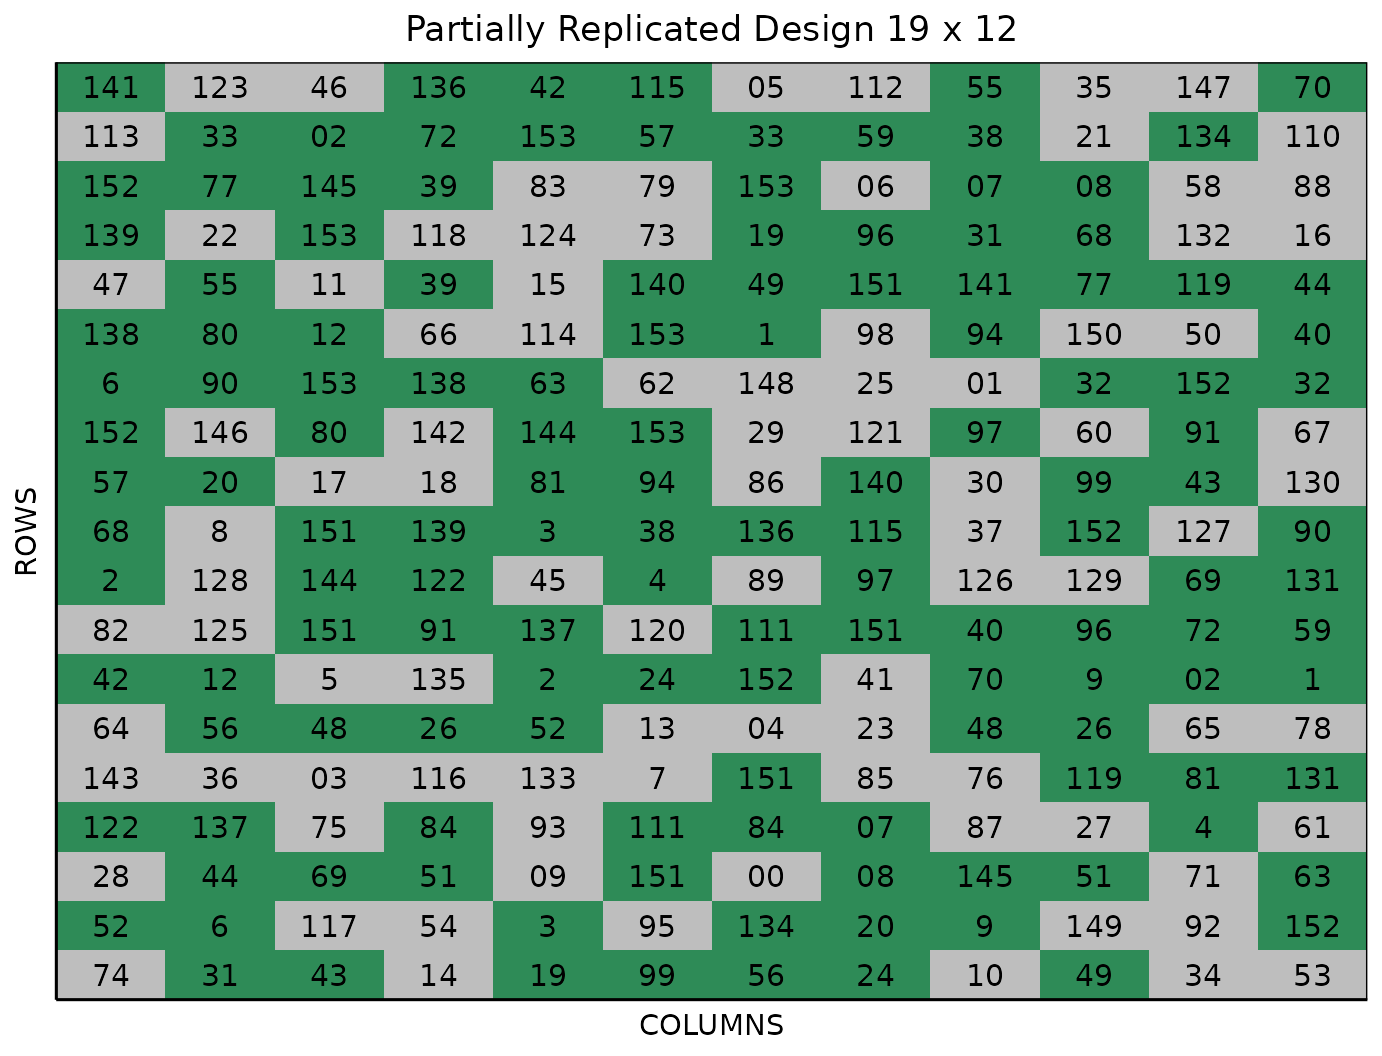 Partially Replicated Design 19 x 12
141 123 46 136 42 115 05 112 55 35 147 70
113 33 02 72 153 57 33 59 38 21 134 110
152 77 145 39 83 79 153 06 07 08 58 88
139 22 153 118 124 73 19 96 31 68 132 16
47 55 11 39 15 140 49 151 141 77 119 44
138 80 12 66 114 153 1 98 94 150 50 40
6 90 153 138 63 62 148 25 01 32 152 32
152 146 80 142 144 153 29 121 97 60 91 67
57 20 17 18 81 94 86 140 30 99 43 130
68 8 151 139 3 38 136 115 37 152 127 90
2 128 144 122 45 4 89 97 126 129 69 131
82 125 151 91 137 120 111 151 40 96 72 59
42 12 5 135 2 24 152 41 70 9 02 1
64 56 48 26 52 13 04 23 48 26 65 78
143 36 03 116 133 7 151 85 76 119 81 131
122 137 75 84 93 111 84 07 87 27 4 61
28 44 69 51 09 151 00 08 145 51 71 63
52 6 117 54 3 95 134 20 9 149 92 152
74 31 43 14 19 99 56 24 10 49 34 53
ROWS
COLUMNS